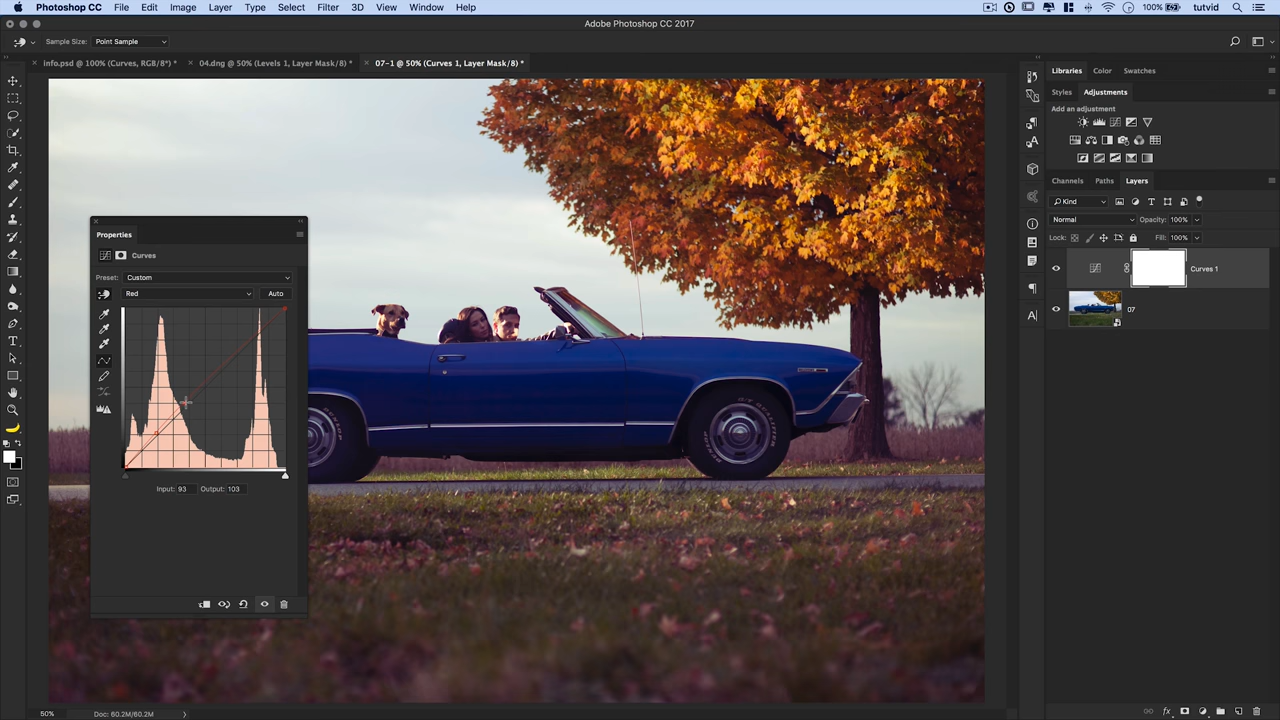 Photoshop CC File Edit Image Layer Type Select Filter 3D View Window Help 100% tutvid
Adobe Photoshop CC 2017
Sample Size: Point Sample
info.psd @ 100% (Curves, RGB/8*) * 04.dng @ 50% (Levels 1, Layer Mask/8) * 07-1 @ 50% (Curves 1, Layer Mask/8) *
Libraries Color Swatches
Styles Adjustments
Add an adjustment
Channels Paths Layers
Kind
Normal Opacity: 100%
Lock: Fill: 100%
Curves 1
07
Properties
Curves
Preset: Custom
Red Auto
Input: 93 Output: 103
50% Doc: 60.2M/60.2M